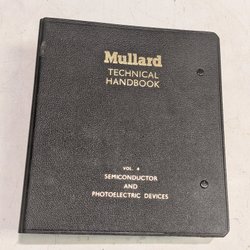 Mullard
TECHNICAL
HANDBOOK
VOL. 4
SEMICONDUCTOR
AND
PHOTOELECTRIC DEVICES